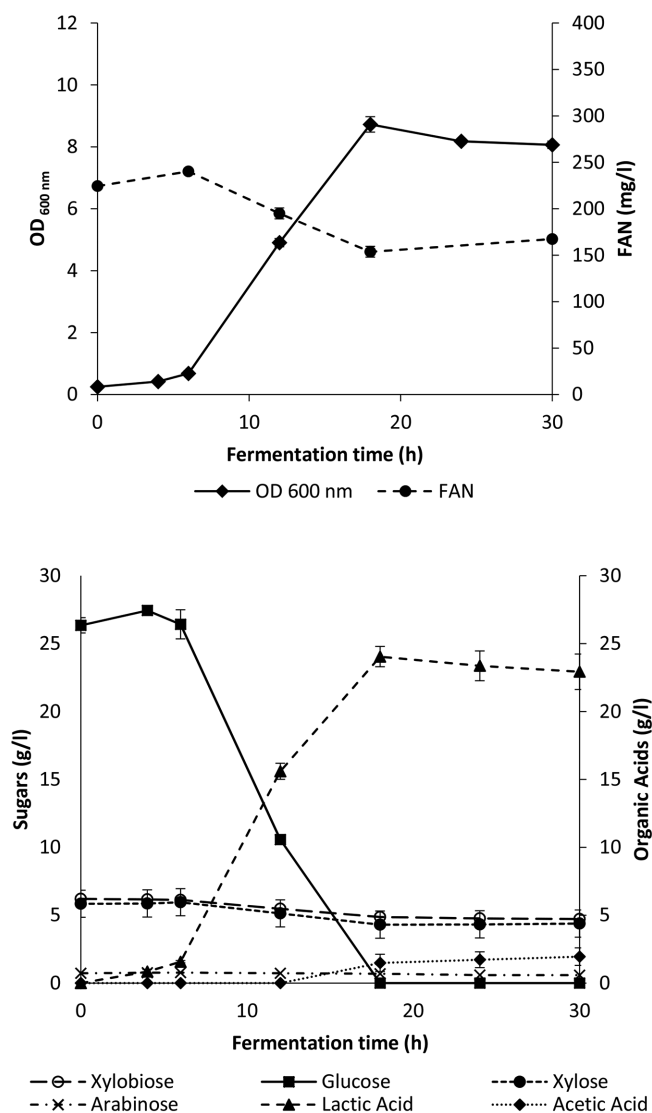 12
10
8
6
4
2
0
OD 600 nm
400
350
300
250
200
150
100
50
0
FAN (mg/l)
0 10 20 30
Fermentation time (h)
OD 600 nm FAN
30
25
20
15
10
5
0
Sugars (g/l)
30
25
20
15
10
5
0
Organic Acids (g/l)
0 10 20 30
Fermentation time (h)
Xylobiose Glucose Xylose
Arabinose Lactic Acid Acetic Acid